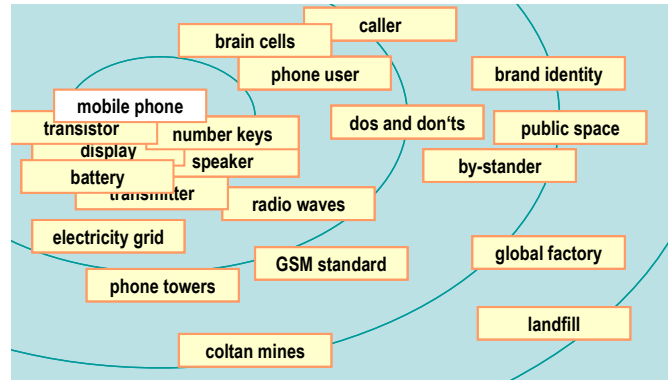 caller
brain cells
phone user
brand identity
mobile phone
transistor
number keys
dos and don‘ts
public space
display
speaker
by-stander
battery
transmitter
radio waves
electricity grid
global factory
GSM standard
phone towers
landfill
coltan mines